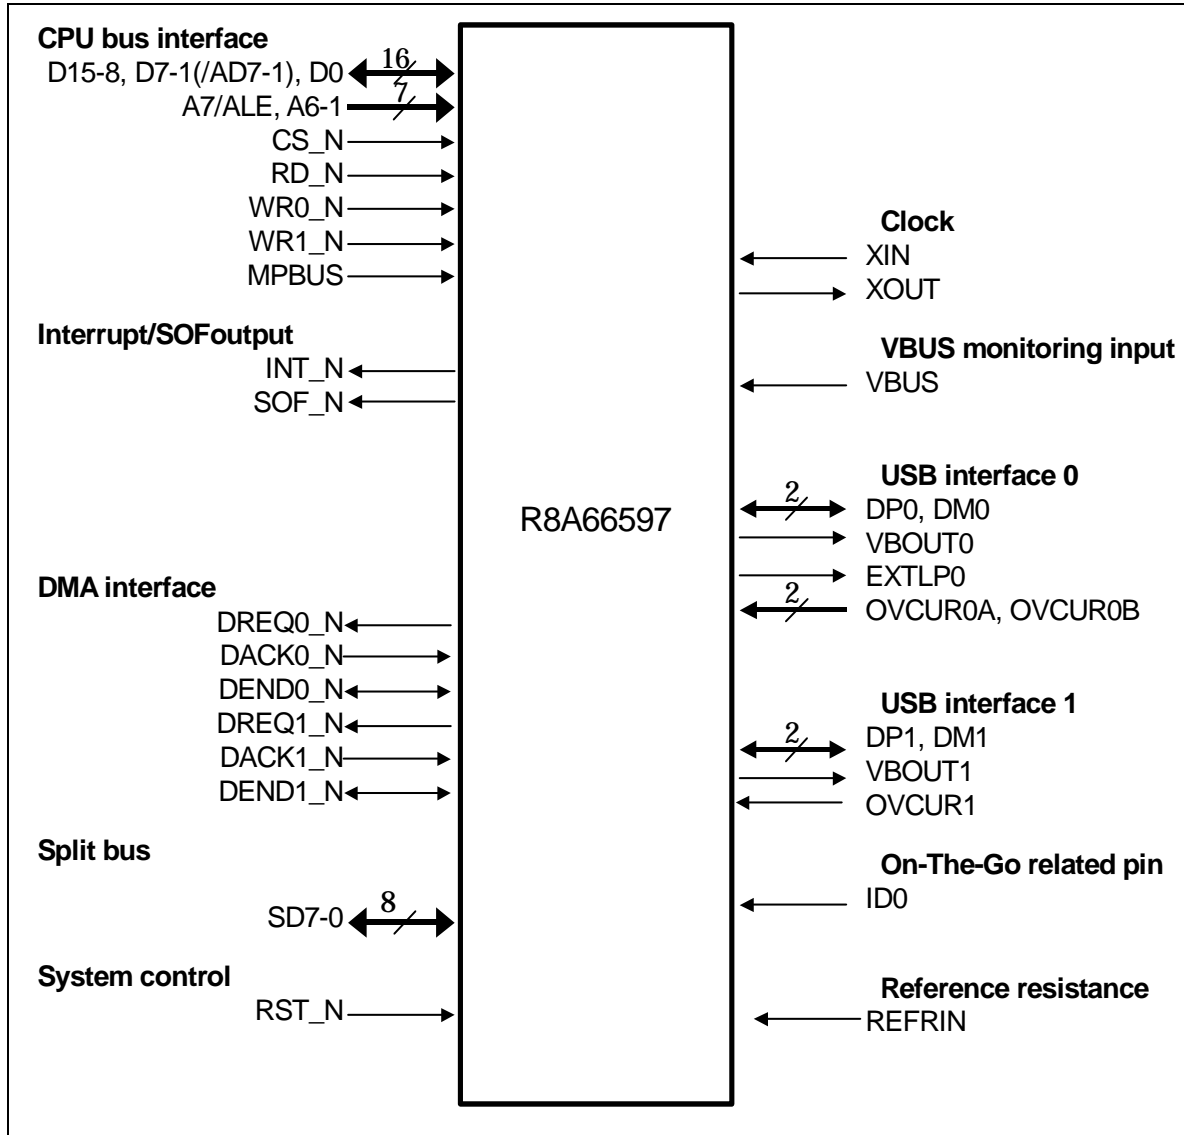 CPU bus interface
D15-8, D7-1(/AD7-1), D0
16
A7/ALE, A6-1
7
CS_N
RD_N
WR0_N
WR1_N
MPBUS
Interrupt/SOFoutput
INT_N
SOF_N
DMA interface
DREQ0_N
DACK0_N
DEND0_N
DREQ1_N
DACK1_N
DEND1_N
Split bus
SD7-0
8
System control
RST_N
R8A66597
Clock
XIN
XOUT
VBUS monitoring input
VBUS
USB interface 0
2
DP0, DM0
VBOUT0
EXTLP0
2
OVCUR0A, OVCUR0B
USB interface 1
2
DP1, DM1
VBOUT1
OVCUR1
On-The-Go related pin
ID0
Reference resistance
REFRIN